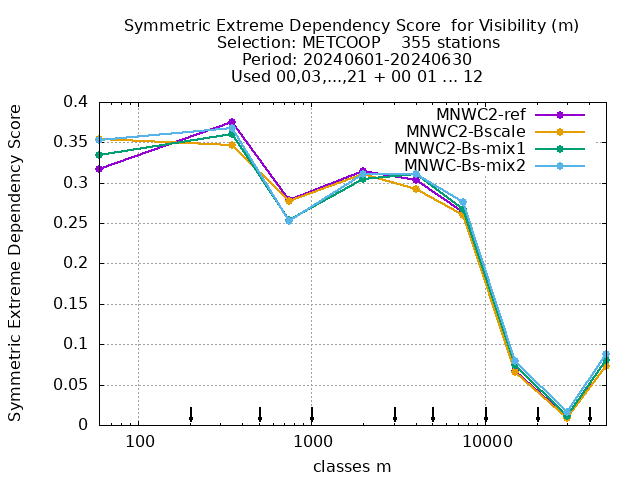 Symmetric Extreme Dependency Score  for Visibility (m)
Selection: METCOOP    355 stations
Period: 20240601-20240630
Used 00,03,...,21 + 00 01 ... 12
Symmetric Extreme Dependency Score
0.4
0.35
0.3
0.25
0.2
0.15
0.1
0.05
0
MNWC2-ref
MNWC2-Bscale
MNWC2-Bs-mix1
MNWC-Bs-mix2
100 1000 10000
classes m